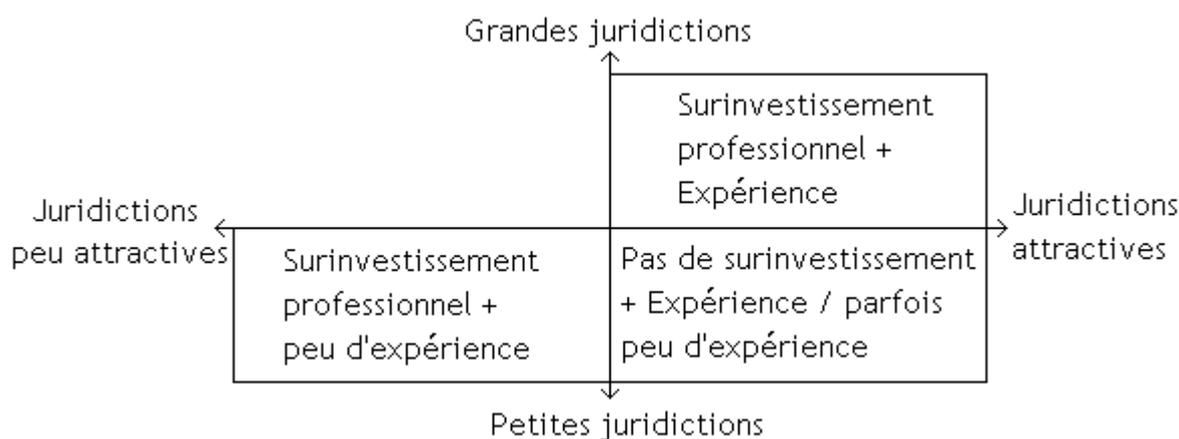 Grandes juridictions
Surinvestissement
professionnel +
Expérience
Juridictions
peu attractives
Juridictions
attractives
Surinvestissement
professionnel +
peu d'expérience
Pas de surinvestissement
+ Expérience / parfois
peu d'expérience
Petites juridictions